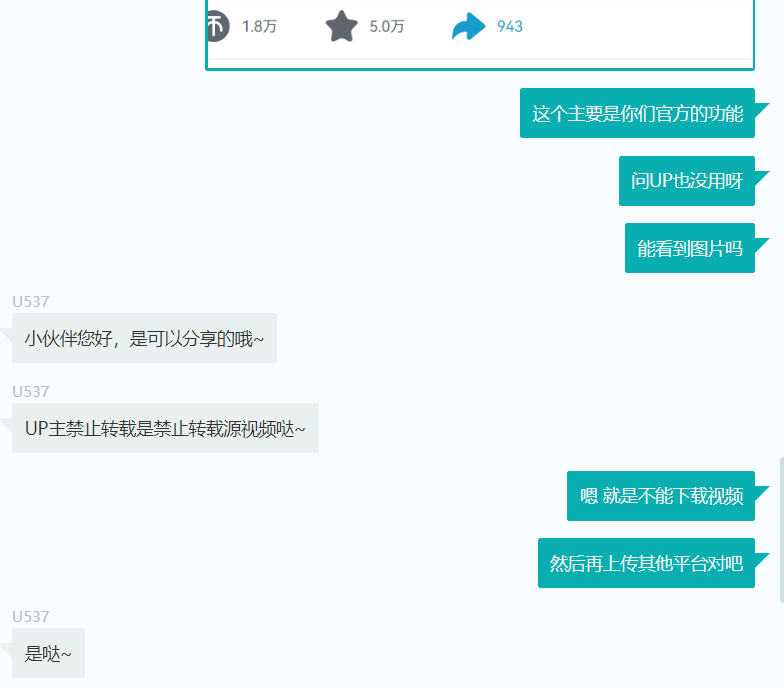 币 1.8万 5.0万 943
这个主要是你们官方的功能
问UP也没用呀
能看到图片吗
U537
小伙伴您好，是可以分享的哦~
U537
UP主禁止转载是禁止转载源视频哒~
嗯 就是不能下载视频
然后再上传其他平台对吧
U537
是哒~